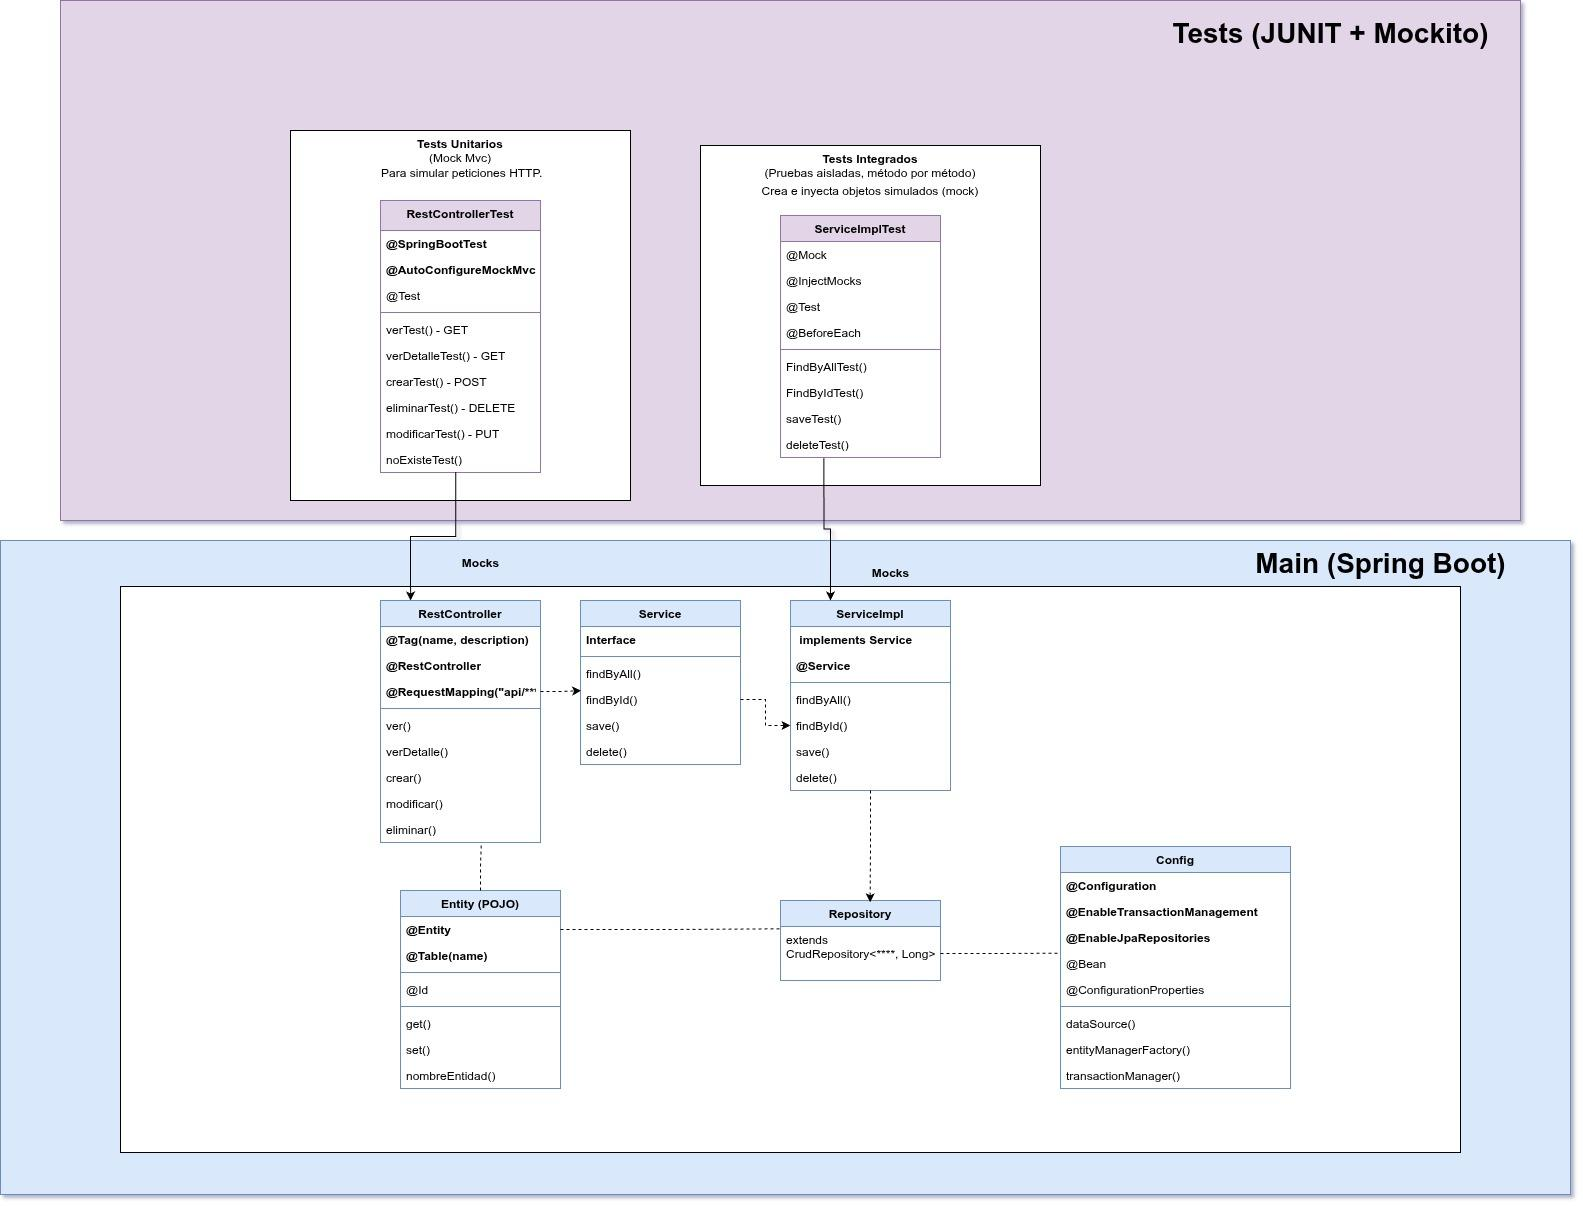 Tests (JUNIT + Mockito)
Tests Unitarios
(Mock Mvc)
Para simular peticiones HTTP.
RestControllerTest
@SpringBootTest
@AutoConfigureMockMvc
@Test
verTest() - GET
verDetalleTest() - GET
crearTest() - POST
eliminarTest() - DELETE
modificarTest() - PUT
noExisteTest()
Tests Integrados
(Pruebas aisladas, método por método)
Crea e inyecta objetos simulados (mock)
ServiceImplTest
@Mock
@InjectMocks
@Test
@BeforeEach
FindByAllTest()
FindByIdTest()
saveTest()
deleteTest()
Main (Spring Boot)
Mocks
Mocks
RestController
@Tag(name, description)
@RestController
@RequestMapping("api/**"
ver()
verDetalle()
crear()
modificar()
eliminar()
Service
Interface
findByAll()
findById()
save()
delete()
ServiceImpl
implements Service
@Service
findByAll()
findById()
save()
delete()
Entity (POJO)
@Entity
@Table(name)
@Id
get()
set()
nombreEntidad()
Repository
extends
CrudRepository<****, Long>
Config
@Configuration
@EnableTransactionManagement
@EnableJpaRepositories
@Bean
@ConfigurationProperties
dataSource()
entityManagerFactory()
transactionManager()